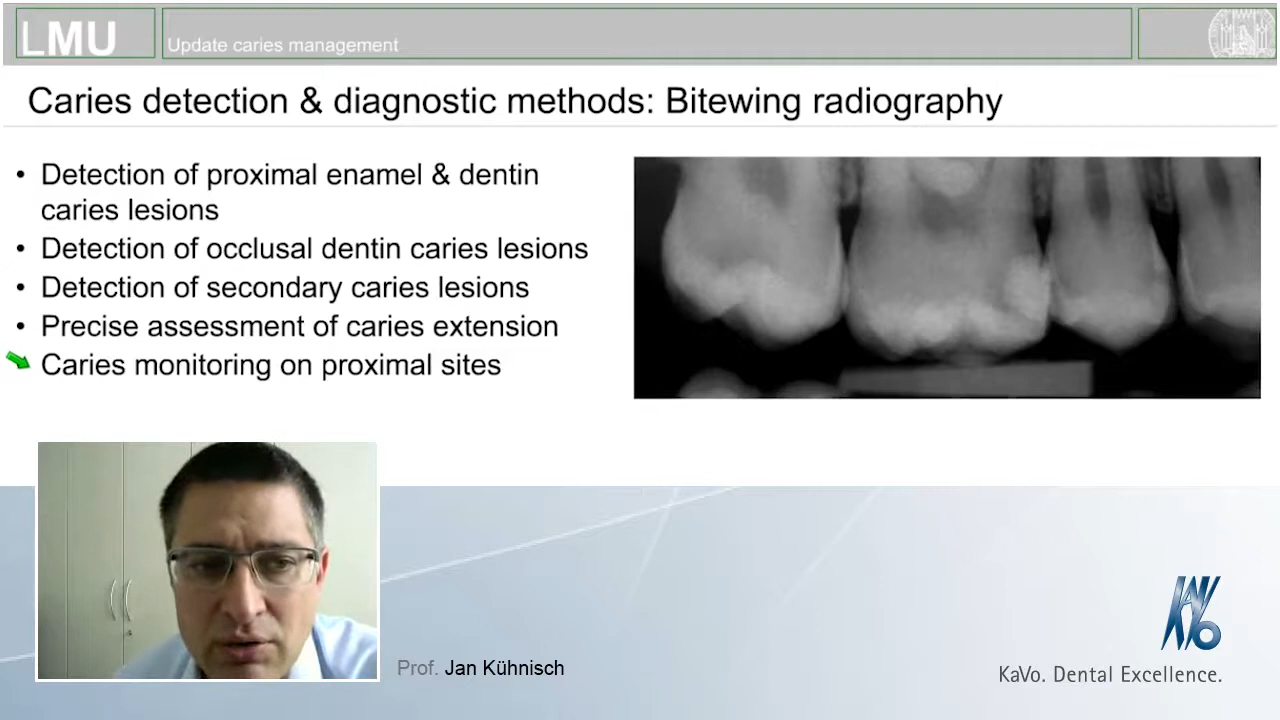 LMU
Update caries management
Caries detection & diagnostic methods: Bitewing radiography
• Detection of proximal enamel & dentin
caries lesions
• Detection of occlusal dentin caries lesions
• Detection of secondary caries lesions
• Precise assessment of caries extension
Caries monitoring on proximal sites
Prof. Jan Kühnisch
KaVo
KaVo. Dental Excellence.